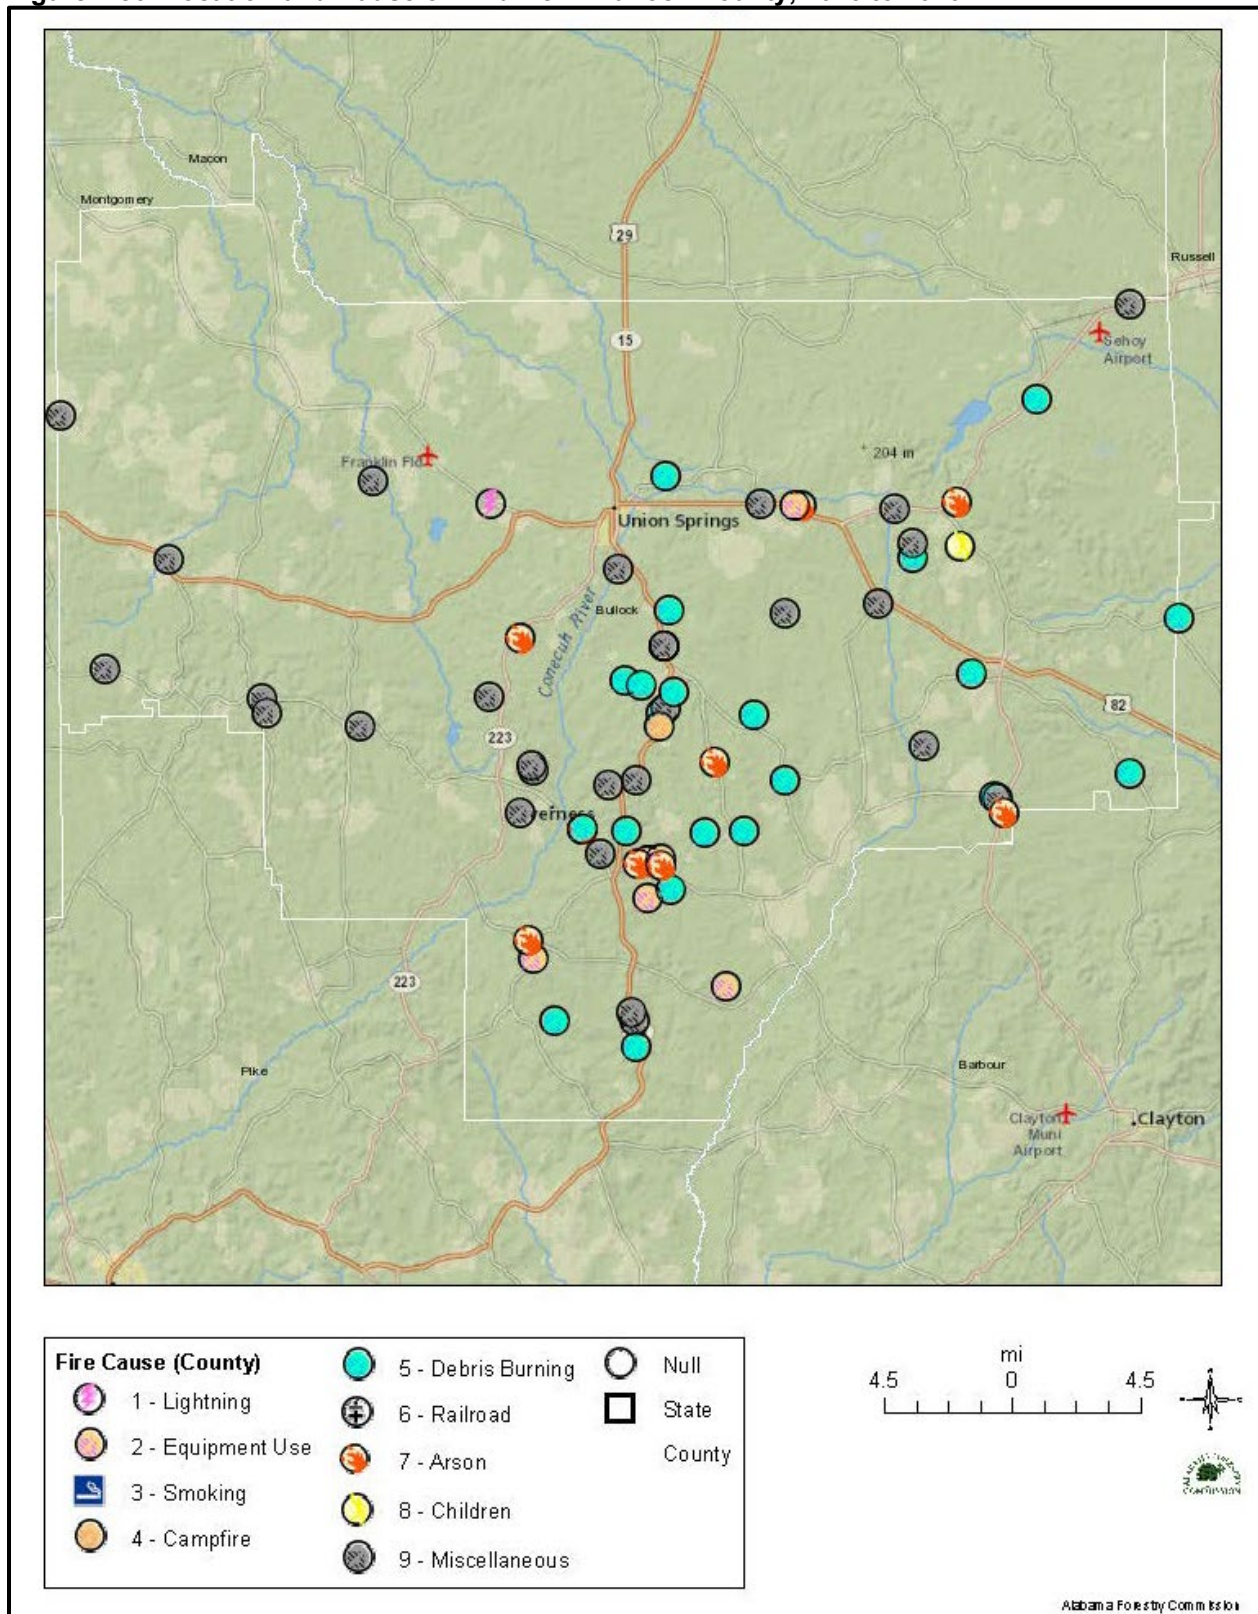 Macon
Montgomery
29
Russell
15
Sehoy
Airport
204 m
Franklin Fld
Union Springs
Bullock
Conecuh River
82
223
verness
223
Pike
Barbour
Clayton
Muni
Airport
Clayton
Fire Cause (County)
1 - Lightning
2 - Equipment Use
3 - Smoking
4 - Campfire
5 - Debris Burning
6 - Railroad
7 - Arson
8 - Children
9 - Miscellaneous
Null
State
County
mi
4.5 0 4.5
Alabama Forestry Commission